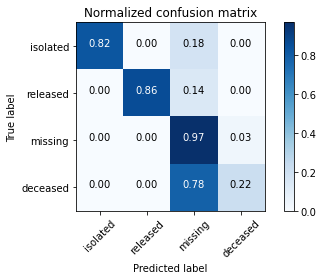 Normalized confusion matrix
True label
isolated 0.82 0.00 0.18 0.00
released 0.00 0.86 0.14 0.00
missing 0.00 0.00 0.97 0.03
deceased 0.00 0.00 0.78 0.22
isolated released missing deceased
Predicted label
0.8
0.6
0.4
0.2
0.0